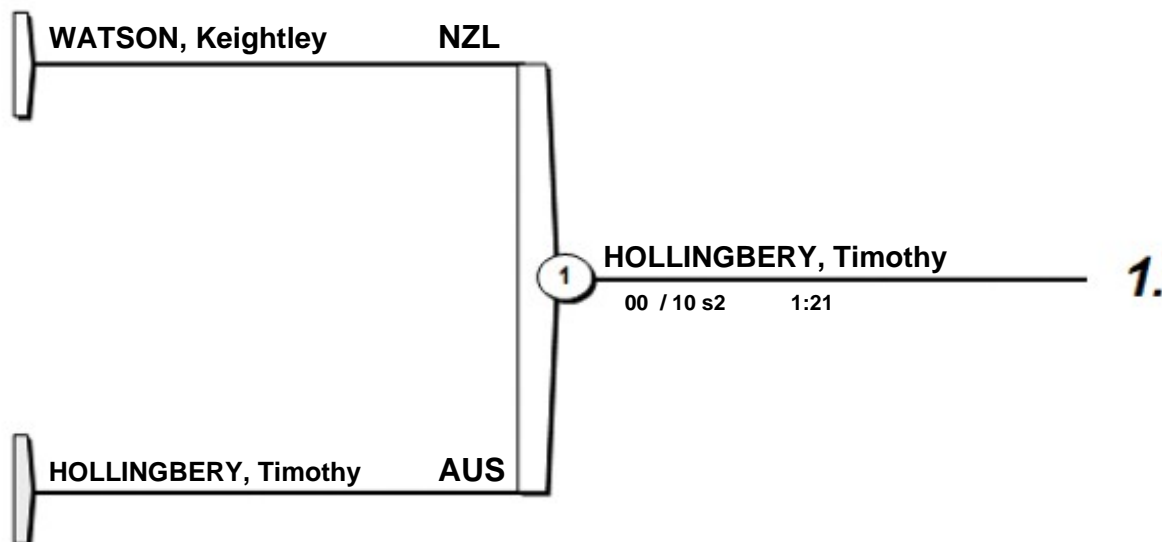 WATSON, Keightley NZL
HOLLINGBERY, Timothy
1 1.
00 / 10 s2 1:21
HOLLINGBERY, Timothy AUS